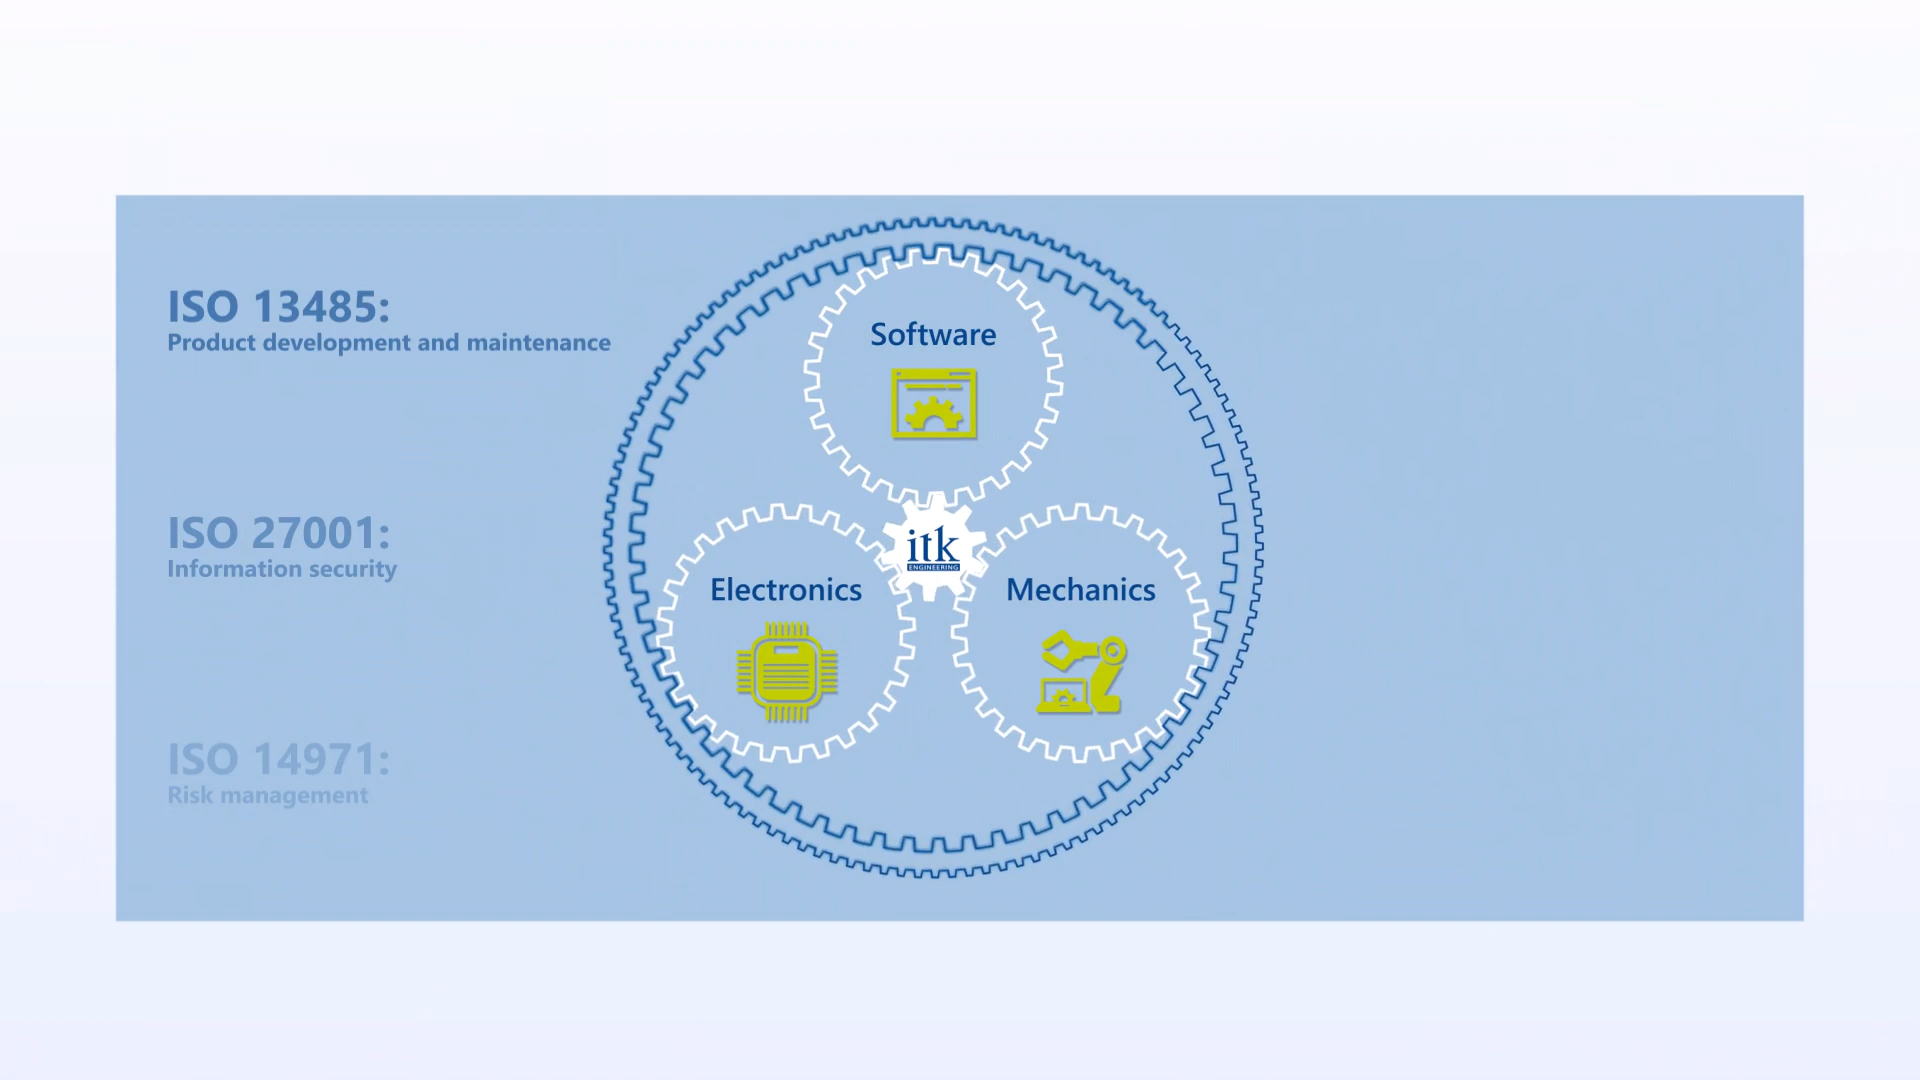 ISO 13485:
Product development and maintenance
ISO 27001:
Information security
ISO 14971:
Risk management
Software
itk
ENGINEERING
Electronics
Mechanics